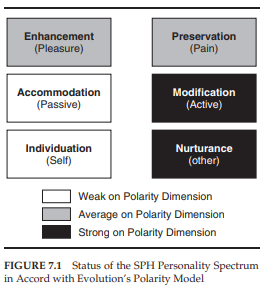 Enhancement
(Pleasure)
Preservation
(Pain)
Accommodation
(Passive)
Modification
(Active)
Individuation
(Self)
Nurturance
(other)
Weak on Polarity Dimension
Average on Polarity Dimension
Strong on Polarity Dimension
FIGURE 7.1 Status of the SPH Personality Spectrum
in Accord with Evolution's Polarity Model